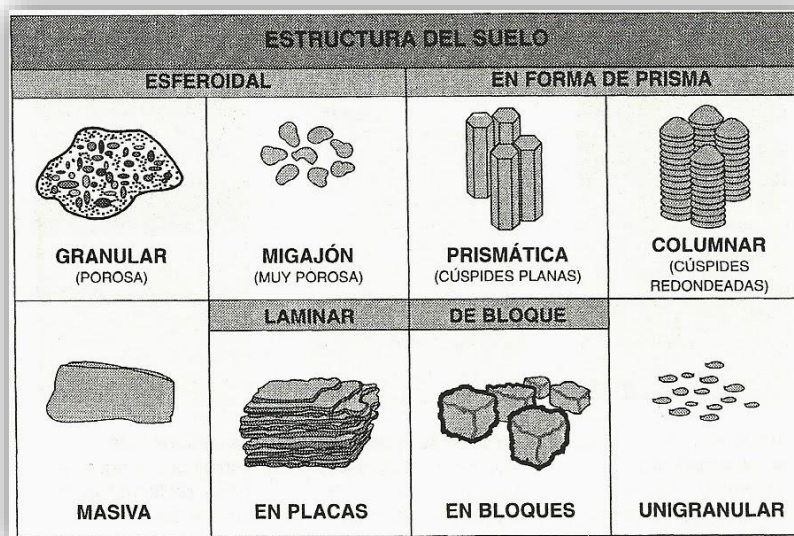 ESTRUCTURA DEL SUELO
ESFEROIDAL
EN FORMA DE PRISMA
GRANULAR
(POROSA)
MIGAJÓN
(MUY POROSA)
PRISMÁTICA
(CÚSPIDES PLANAS)
COLUMNAR
(CÚSPIDES
REDONDEADAS)
LAMINAR
DE BLOQUE
MASIVA
EN PLACAS
EN BLOQUES
UNIGRANULAR